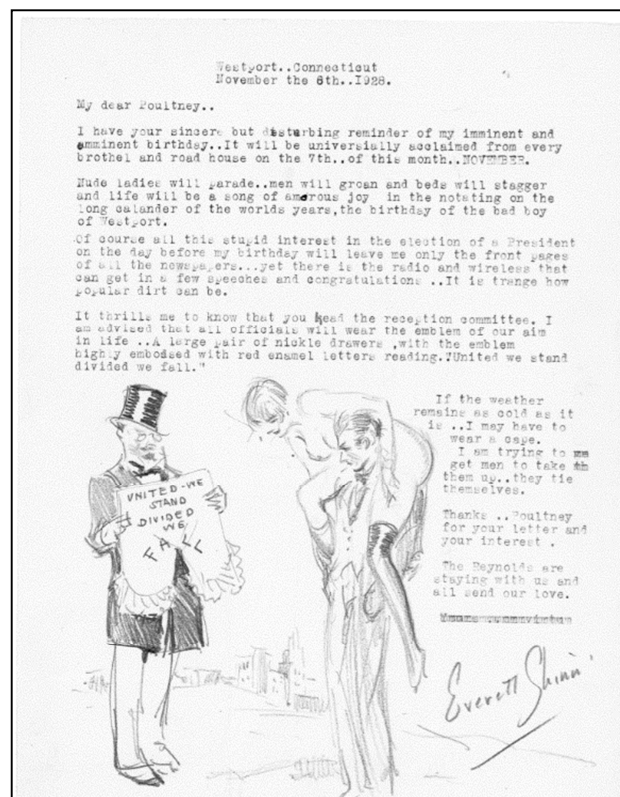 Westport..Connecticut
November the 6th..1928.
My dear Poultney..
I have your sincere but disturbing reminder of my imminent and
emminent birthday..It will be universially acclaimed from every
brothel and road house on the 7th..of this month..NOVEMBER.
Nude ladies will parade..men will groan and beds will stagger
and life will be a song of amorous joy in the notating on the
long calander of the worlds years,the birthday of the bad boy
of Westport.
Of course all this stupid interest in the election of a President
on the day before my birthday will leave me only the front pages
of all the newspapers...yet there is the radio and wireless that
can get in a few speeches and congratulations ..It is trange how
popular dirt can be.
It thrills me to know that you head the reception committee. I
am advised that all officials will wear the emblem of our aim
in life ..A large pair of nickle drawers ,with the emblem
highly embossed with red enamel letters reading."United we stand
divided we fall."
If the weather
remains as cold as it
is ..I may have to
wear a cape.
I am trying to
get men to take
them up..they tie
themselves.
Thanks ..Poultney
for your letter and
your interest .
The Reynolds are
staying with us and
all send our love.
UNITED-WE
STAND
DIVIDED
WE
FALL
Everett Shinn